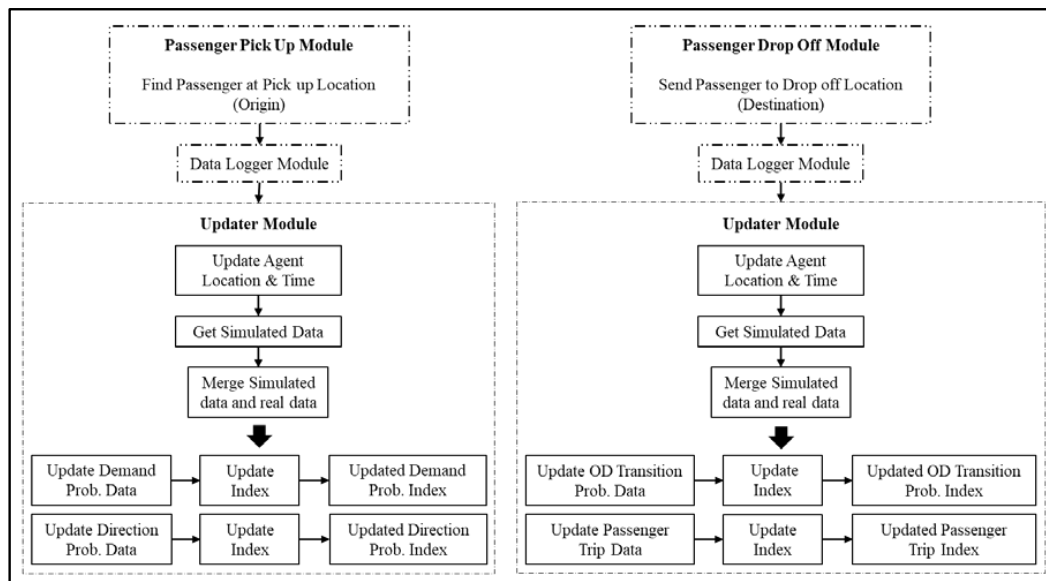 Passenger Pick Up Module
Find Passenger at Pick up Location
(Origin)
Data Logger Module
Updater Module
Update Agent
Location & Time
Get Simulated Data
Merge Simulated
data and real data
Update Demand
Prob. Data
Update
Index
Updated Demand
Prob. Index
Update Direction
Prob. Data
Update
Index
Updated Direction
Prob. Index
Passenger Drop Off Module
Send Passenger to Drop off Location
(Destination)
Data Logger Module
Updater Module
Update Agent
Location & Time
Get Simulated Data
Merge Simulated
data and real data
Update OD Transition
Prob. Data
Update
Index
Updated OD Transition
Prob. Index
Update Passenger
Trip Data
Update
Index
Updated Passenger
Trip Index